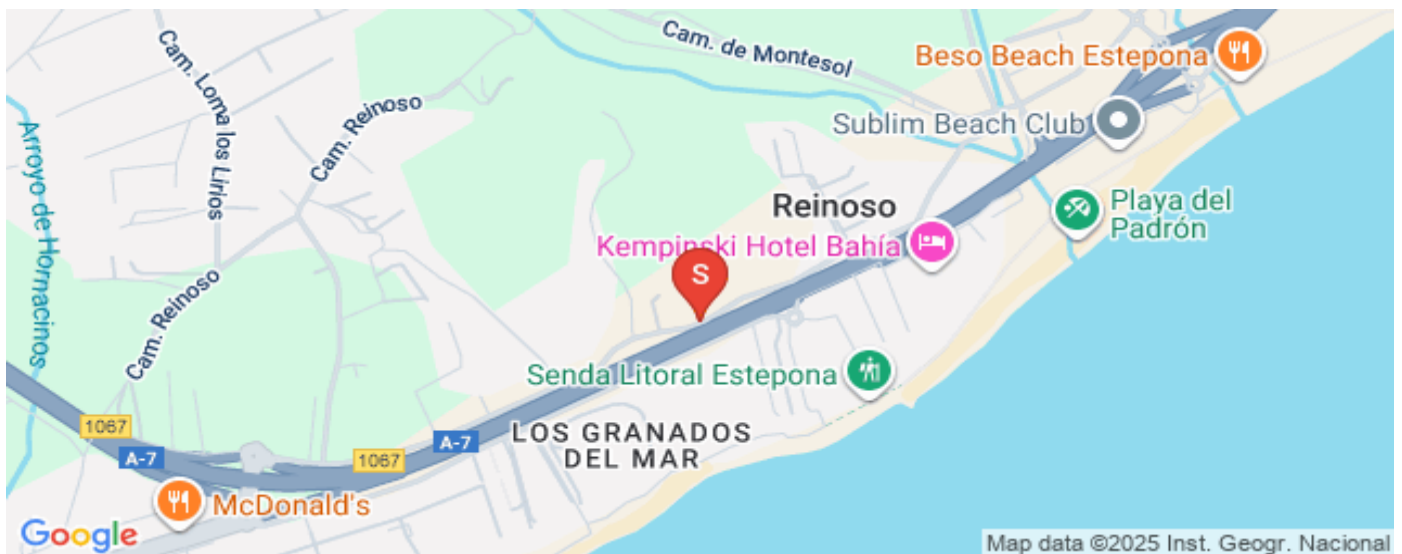 Cam. Loma los Lirios
Cam. de Montesol
Beso Beach Estepona
Cam. Reinoso
Sublim Beach Club
Arroyo de Hornacinos
Reinoso
Playa del
Padrón
Kempinski Hotel Bahía
S
Cam. Reinoso
Senda Litoral Estepona
1067
A-7
LOS GRANADOS
DEL MAR
A-7
1067
McDonald's
Google
Map data ©2025 Inst. Geogr. Nacional